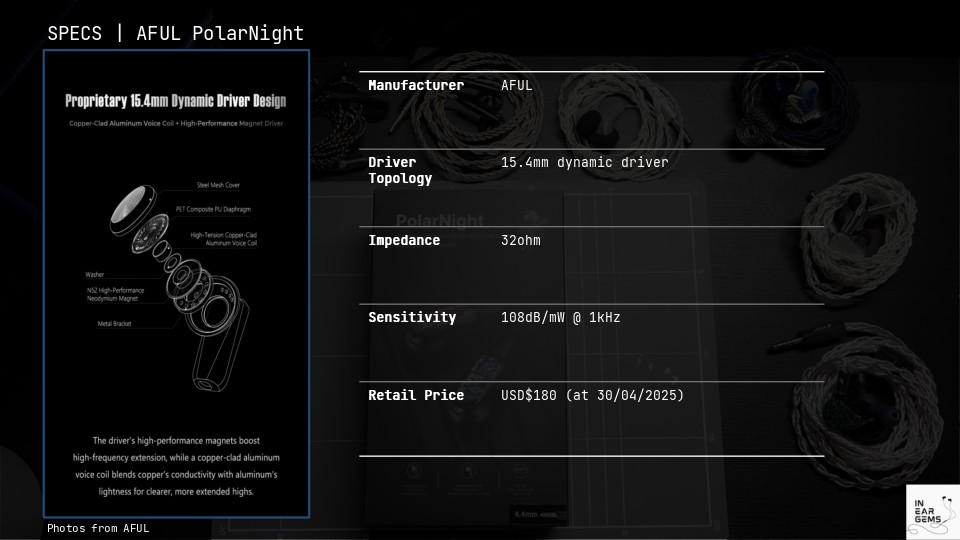 SPECS | AFUL PolarNight
Proprietary 15.4mm Dynamic Driver Design
Copper-Clad Aluminum Voice Coil + High-Performance Magnet Driver
Steel Mesh Cover
PET Composite PU Diaphragm
High-Tension Copper-Clad
Aluminum Voice Coil
Washer
N52 High-Performance
Neodymium Magnet
Metal Bracket
The driver's high-performance magnets boost
high-frequency extension, while a copper-clad aluminum
voice coil blends copper's conductivity with aluminum's
lightness for clearer, more extended highs.
Photos from AFUL
Manufacturer AFUL
Driver 15.4mm dynamic driver
Topology
Impedance 32ohm
Sensitivity 108dB/mW @ 1kHz
Retail Price USD$180 (at 30/04/2025)
PolarNight
4.4mm
IN
EAR
GEMS